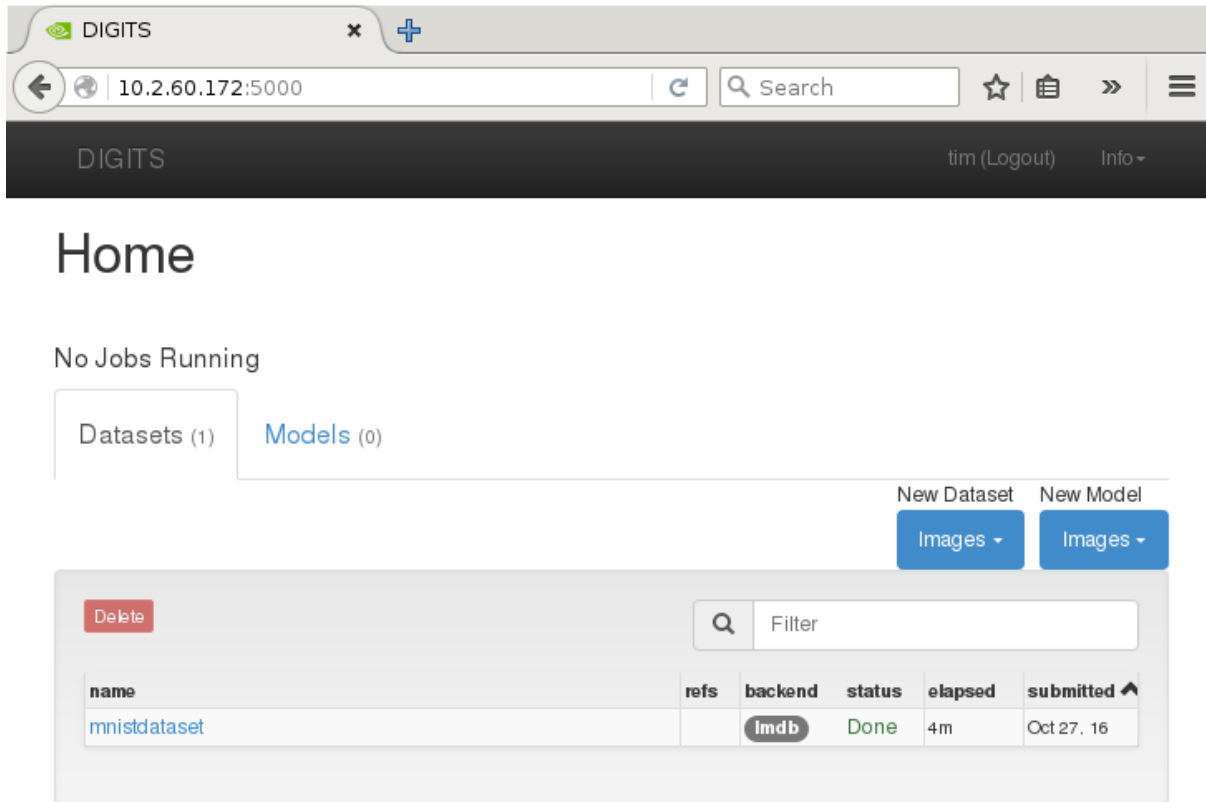 DIGITS
10.2.60.172:5000
Search
DIGITS
tim (Logout) Info
Home
No Jobs Running
Datasets (1) Models (0)
New Dataset New Model
Images Images
Delete
Filter
name refs backend status elapsed submitted
mnistdataset lmdb Done 4m Oct 27, 16